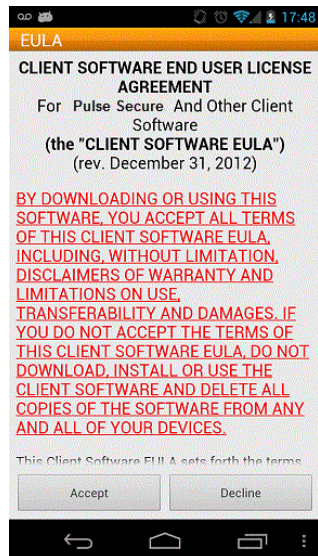 17:48
EULA
CLIENT SOFTWARE END USER LICENSE
AGREEMENT
For Pulse Secure And Other Client
Software
(the "CLIENT SOFTWARE EULA")
(rev. December 31, 2012)
BY DOWNLOADING OR USING THIS
SOFTWARE, YOU ACCEPT ALL TERMS
OF THIS CLIENT SOFTWARE EULA,
INCLUDING, WITHOUT LIMITATION,
DISCLAIMERS OF WARRANTY AND
LIMITATIONS ON USE,
TRANSFERABILITY AND DAMAGES. IF
YOU DO NOT ACCEPT THE TERMS OF
THIS CLIENT SOFTWARE EULA, DO NOT
DOWNLOAD, INSTALL OR USE THE
CLIENT SOFTWARE AND DELETE ALL
COPIES OF THE SOFTWARE FROM ANY
AND ALL OF YOUR DEVICES.
This Client Software EULA sets forth the terms
Accept
Decline